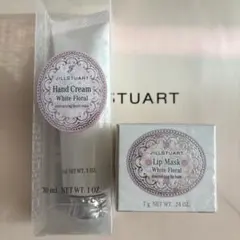 JILLSTUART
Hand Cream
White Floral
30 mL NET WT. 1 OZ.
STUART
JILLSTUART
Lip Mask
White Floral
7 g NET WT. .24 OZ.